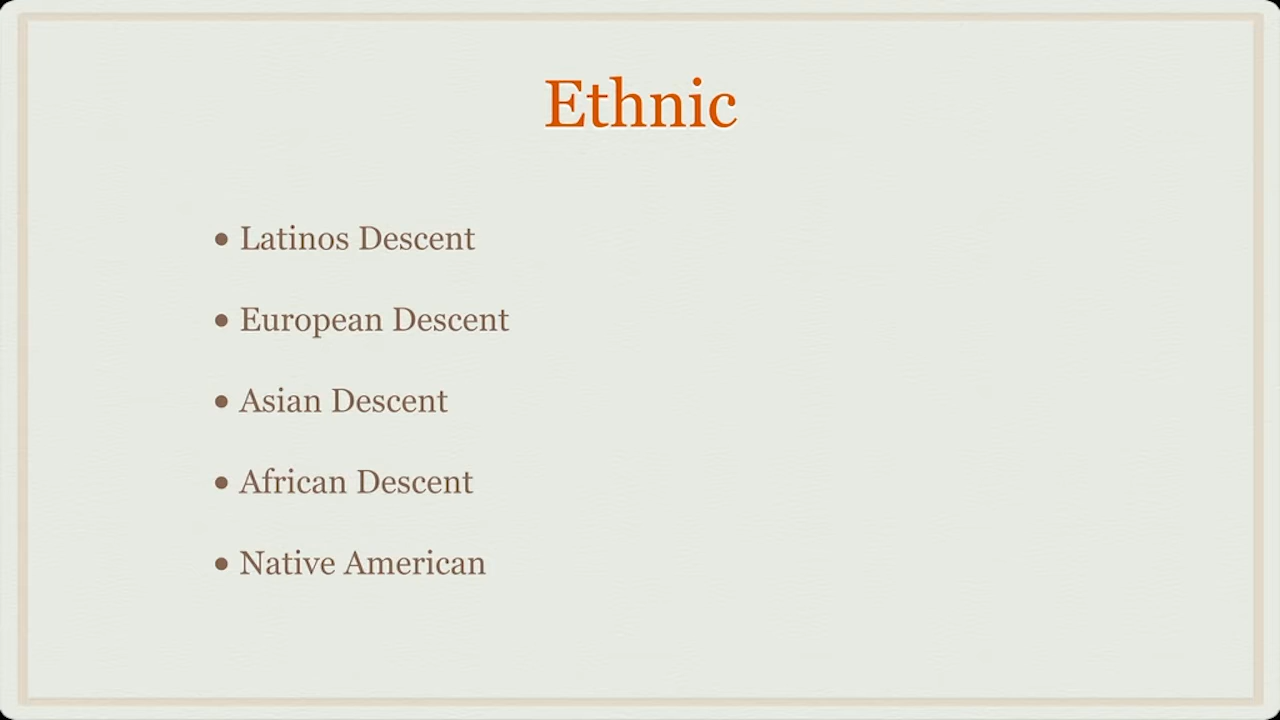 Ethnic
• Latinos Descent
• European Descent
• Asian Descent
• African Descent
• Native American